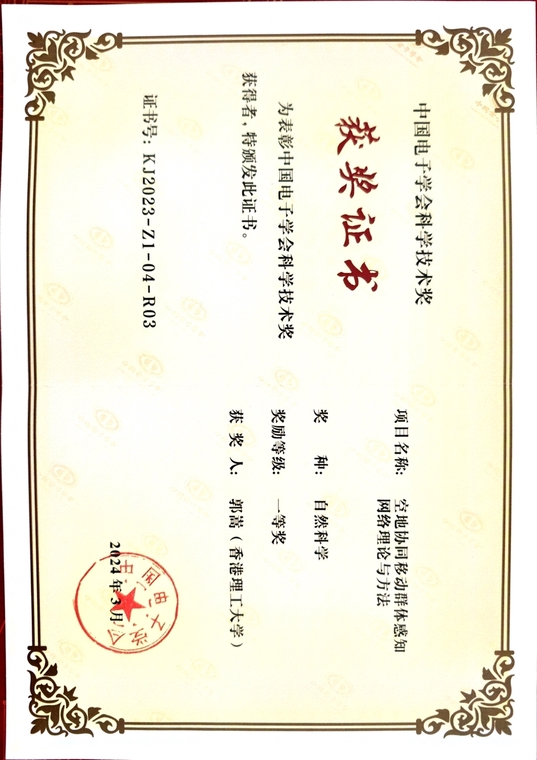 中国电子学会科学技术奖
获奖证书
为表彰中国电子学会科学技术奖
获得者，特颁发此证书。
证书号：KJ2023-Z1-04-R03
项目名称：空地协同移动群体感知
网络理论与方法
奖 种：自然科学
奖励等级：一等奖
获 奖 人：郭嵩（香港理工大学）
2024年3月
中国电子学会